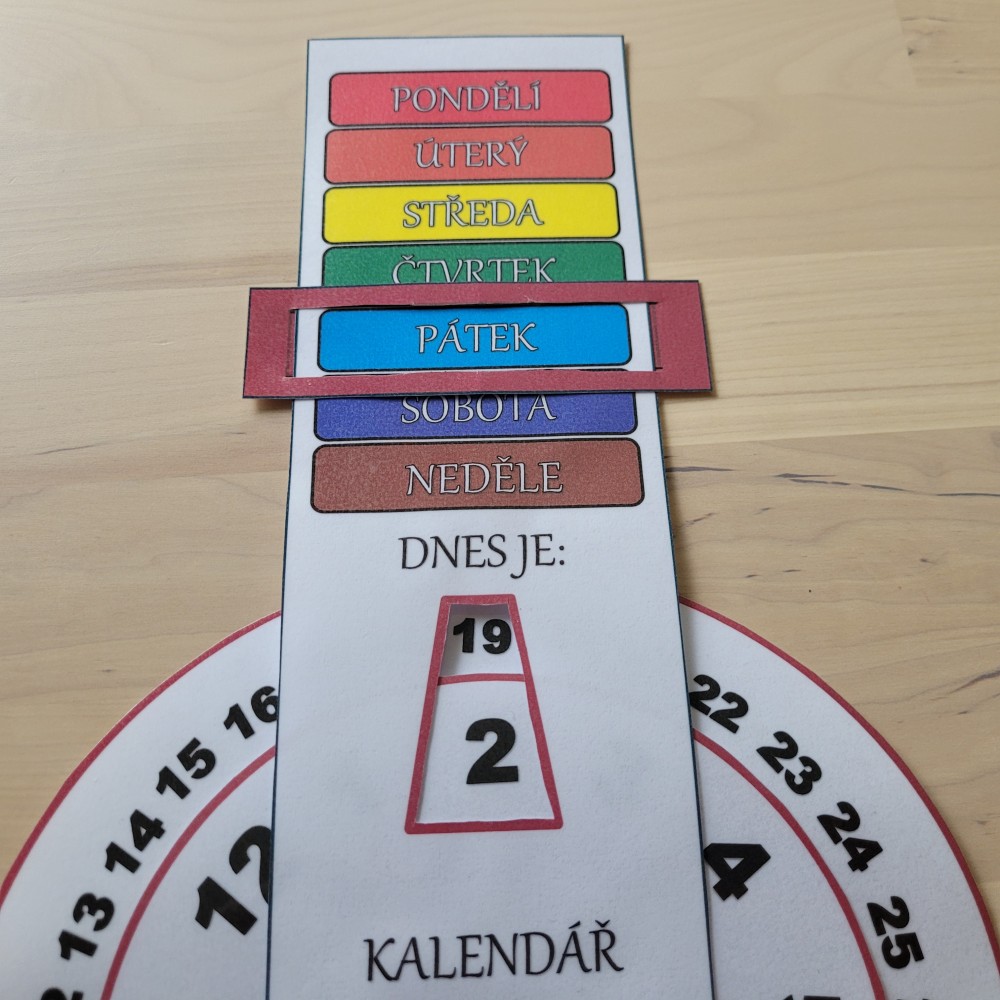 PONDĚLÍ
ÚTERÝ
STŘEDA
ČTVRTEK
PÁTEK
SOBOTA
NEDĚLE
DNES JE:
19
2
16
15
14
13
12
22
23
24
25
4
KALENDÁŘ